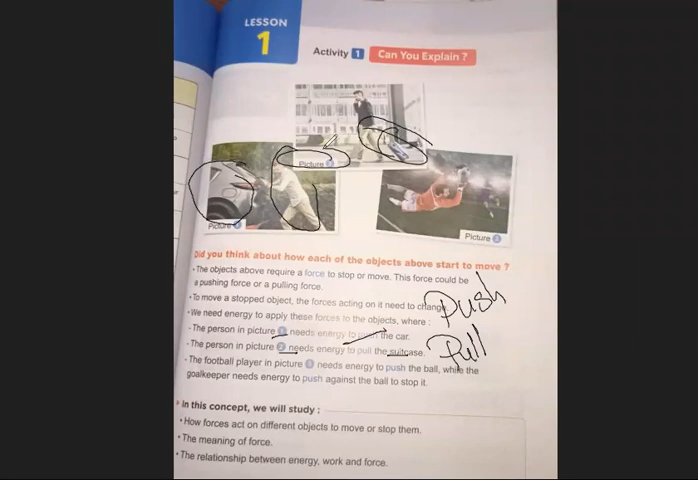 LESSON
1
Activity 1 Can You Explain ?
Picture 2
Picture 1
Picture 3
Did you think about how each of the objects above start to move ?
• The objects above require a force to stop or move. This force could be
a pushing force or a pulling force.
• To move a stopped object, the forces acting on it need to change.
• We need energy to apply these forces to the objects, where :
- The person in picture 1 needs energy to push the car.
- The person in picture 2 needs energy to pull the suitcase.
- The football player in picture 3 needs energy to push the ball, while the
goalkeeper needs energy to push against the ball to stop it.
Push
Pull
In this concept, we will study :
• How forces act on different objects to move or stop them.
• The meaning of force.
• The relationship between energy, work and force.